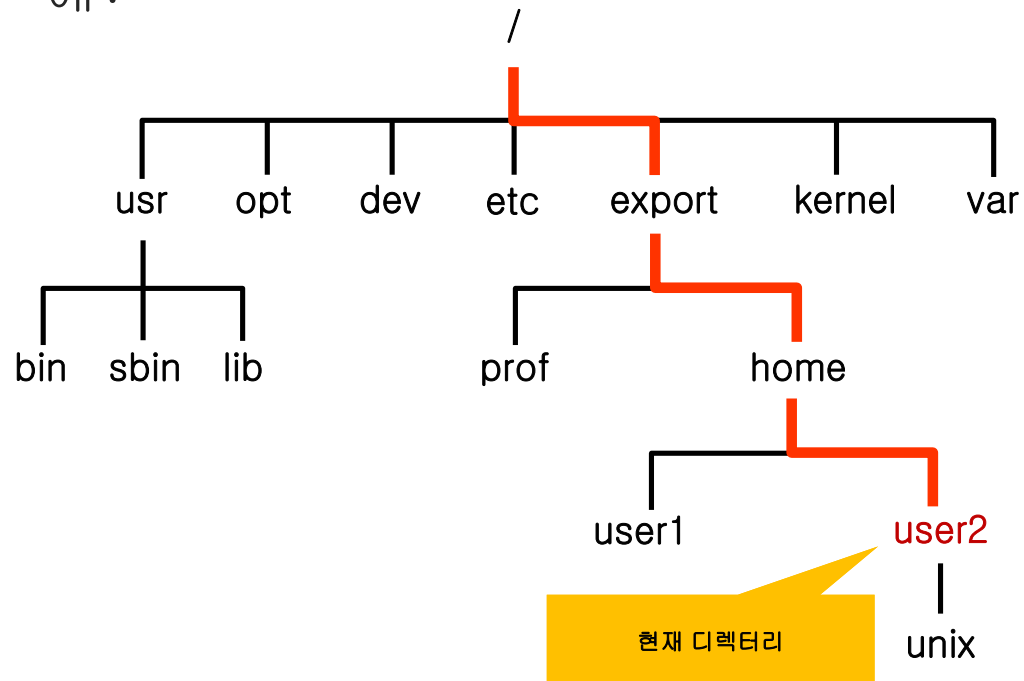 /
usr opt dev etc export kernel var
bin sbin lib prof home
user1 user2
현재 디렉터리 unix